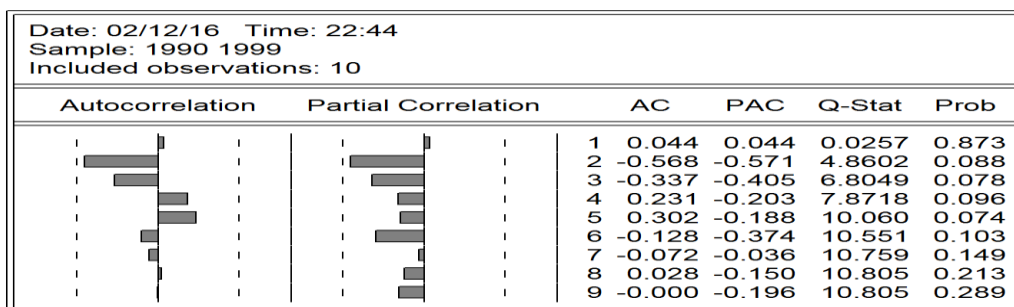 Date: 02/12/16 Time: 22:44
Sample: 1990 1999
Included observations: 10
Autocorrelation Partial Correlation AC PAC Q-Stat Prob
1 0.044 0.044 0.0257 0.873
2 -0.568 -0.571 4.8602 0.088
3 -0.337 -0.405 6.8049 0.078
4 0.231 -0.203 7.8718 0.096
5 0.302 -0.188 10.060 0.074
6 -0.128 -0.374 10.551 0.103
7 -0.072 -0.036 10.759 0.149
8 0.028 -0.150 10.805 0.213
9 -0.000 -0.196 10.805 0.289